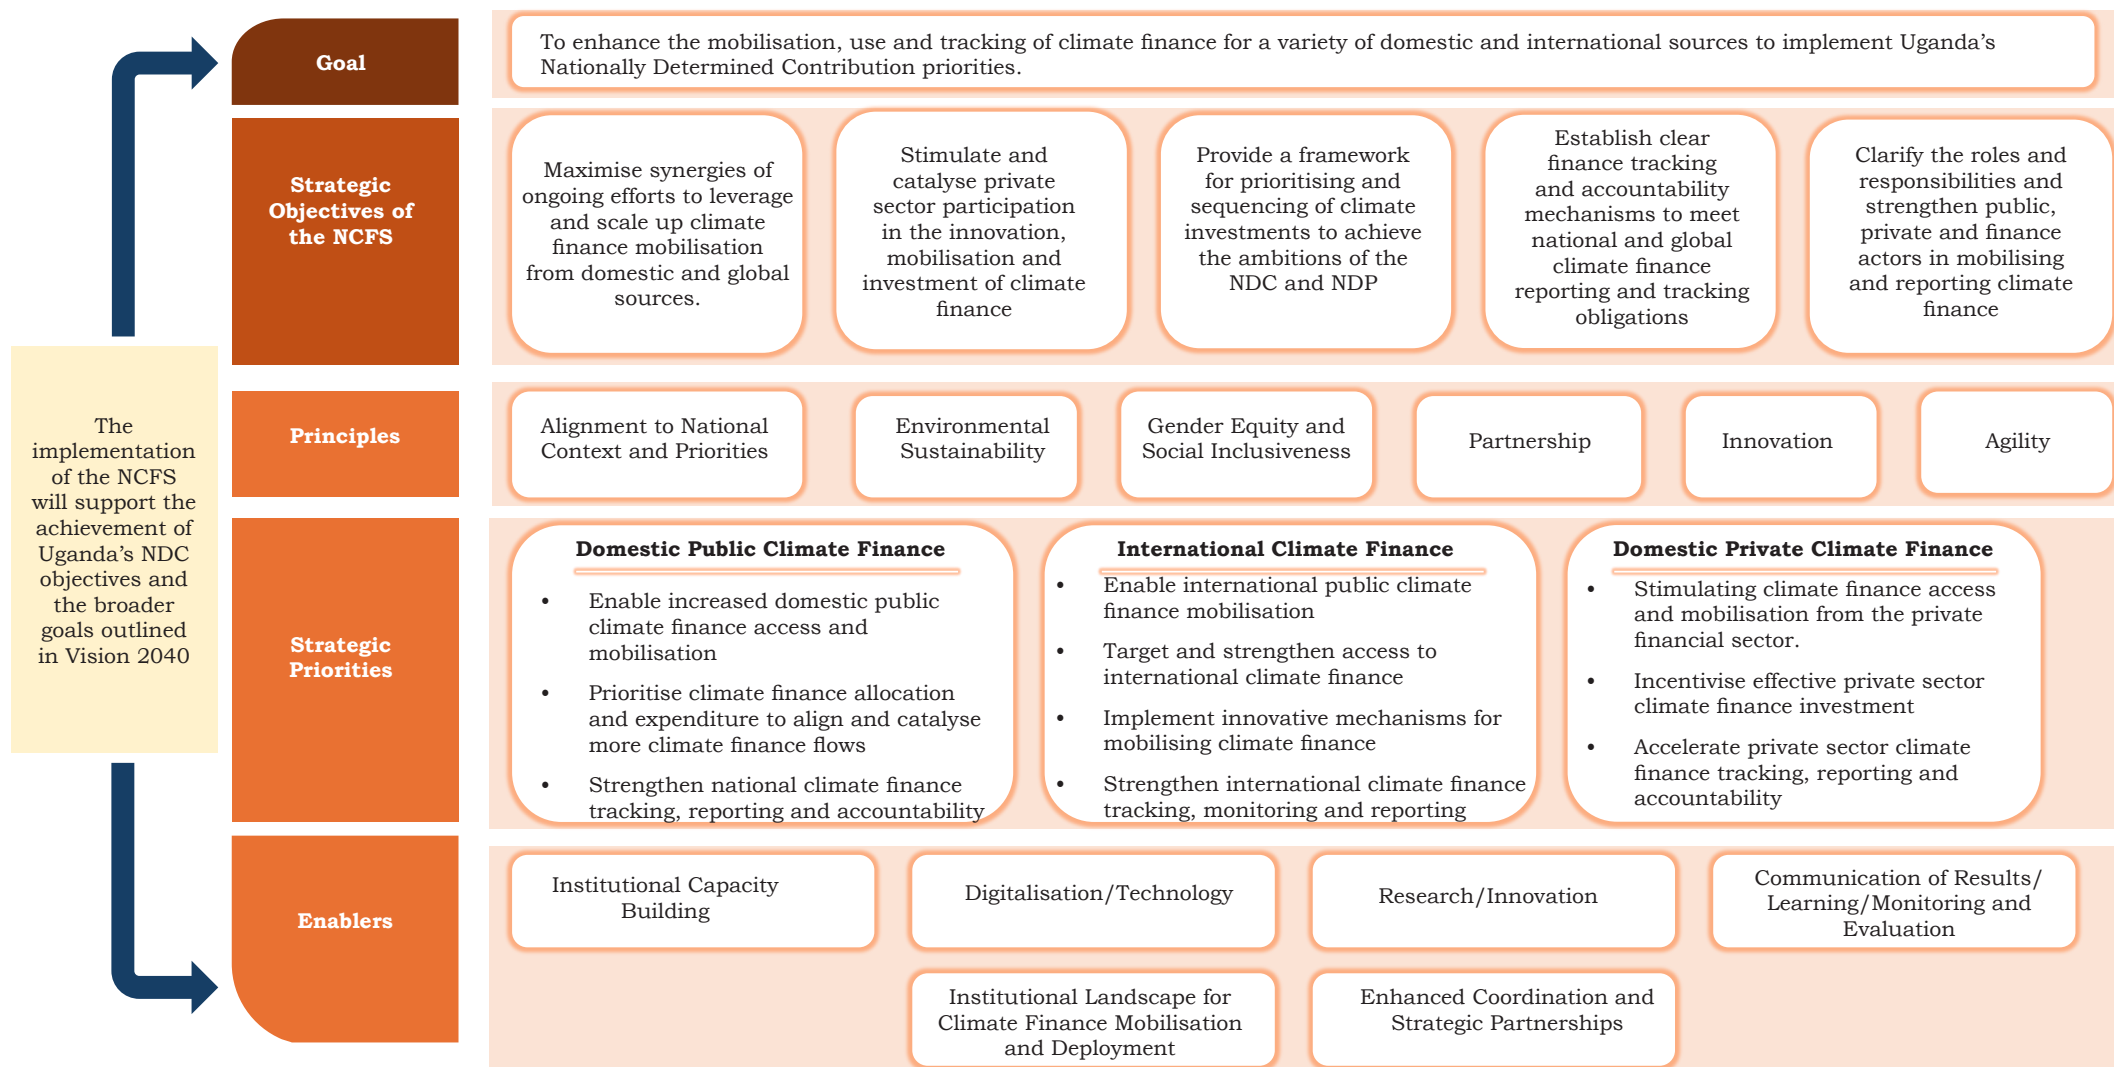 The
implementation
of the NCFS
will support the
achievement of
Uganda’s NDC
objectives and
the broader
goals outlined
in Vision 2040
Goal
To enhance the mobilisation, use and tracking of climate finance for a variety of domestic and international sources to implement Uganda’s
Nationally Determined Contribution priorities.
Strategic
Objectives of
the NCFS
Maximise synergies of
ongoing efforts to leverage
and scale up climate
finance mobilisation
from domestic and global
sources.
Stimulate and
catalyse private
sector participation
in the innovation,
mobilisation and
investment of climate
finance
Provide a framework
for prioritising and
sequencing of climate
investments to achieve
the ambitions of the
NDC and NDP
Establish clear
finance tracking
and accountability
mechanisms to meet
national and global
climate finance
reporting and tracking
obligations
Clarify the roles and
responsibilities and
strengthen public,
private and finance
actors in mobilising
and reporting climate
finance
Principles
Alignment to National
Context and Priorities
Environmental
Sustainability
Gender Equity and
Social Inclusiveness
Partnership
Innovation
Agility
Strategic
Priorities
Domestic Public Climate Finance
• Enable increased domestic public
climate finance access and
mobilisation
• Prioritise climate finance allocation
and expenditure to align and catalyse
more climate finance flows
• Strengthen national climate finance
tracking, reporting and accountability
International Climate Finance
• Enable international public climate
finance mobilisation
• Target and strengthen access to
international climate finance
• Implement innovative mechanisms for
mobilising climate finance
• Strengthen international climate finance
tracking, monitoring and reporting
Domestic Private Climate Finance
• Stimulating climate finance access
and mobilisation from the private
financial sector.
• Incentivise effective private sector
climate finance investment
• Accelerate private sector climate
finance tracking, reporting and
accountability
Enablers
Institutional Capacity
Building
Digitalisation/Technology
Research/Innovation
Communication of Results/
Learning/Monitoring and
Evaluation
Institutional Landscape for
Climate Finance Mobilisation
and Deployment
Enhanced Coordination and
Strategic Partnerships